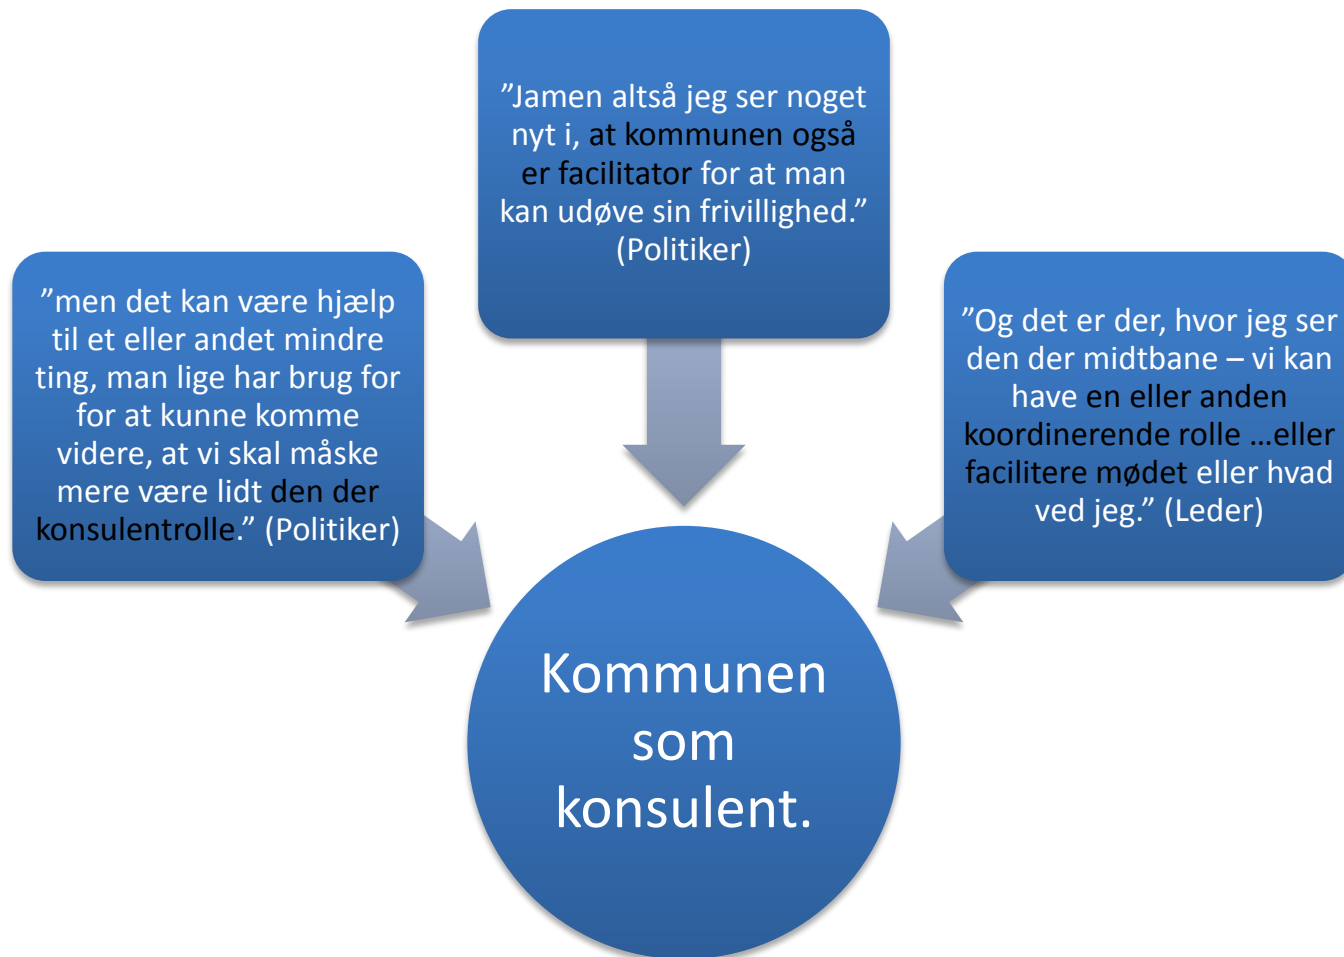 ”Jamen altså jeg ser noget
nyt i, at kommunen også
er facilitator for at man
kan udøve sin frivillighed.”
(Politiker)
”men det kan være hjælp
til et eller andet mindre
ting, man lige har brug for
for at kunne komme
videre, at vi skal måske
mere være lidt den der
konsulentrolle.” (Politiker)
”Og det er der, hvor jeg ser
den der midtbane – vi kan
have en eller anden
koordinerende rolle ...eller
facilitere mødet eller hvad
ved jeg.” (Leder)
Kommunen
som
konsulent.